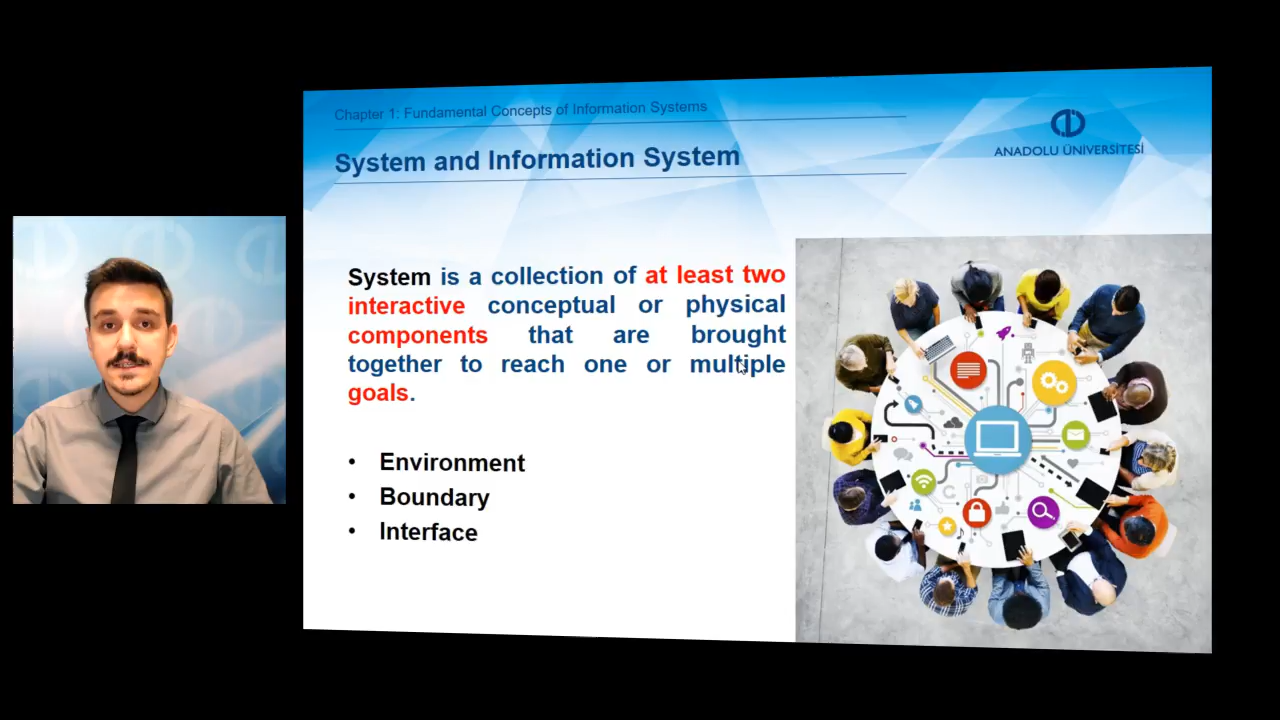 Chapter 1: Fundamental Concepts of Information Systems
ANADOLU ÜNİVERSİTESİ
System and Information System
System is a collection of at least two
interactive conceptual or physical
components that are brought
together to reach one or multiple
goals.
• Environment
• Boundary
• Interface